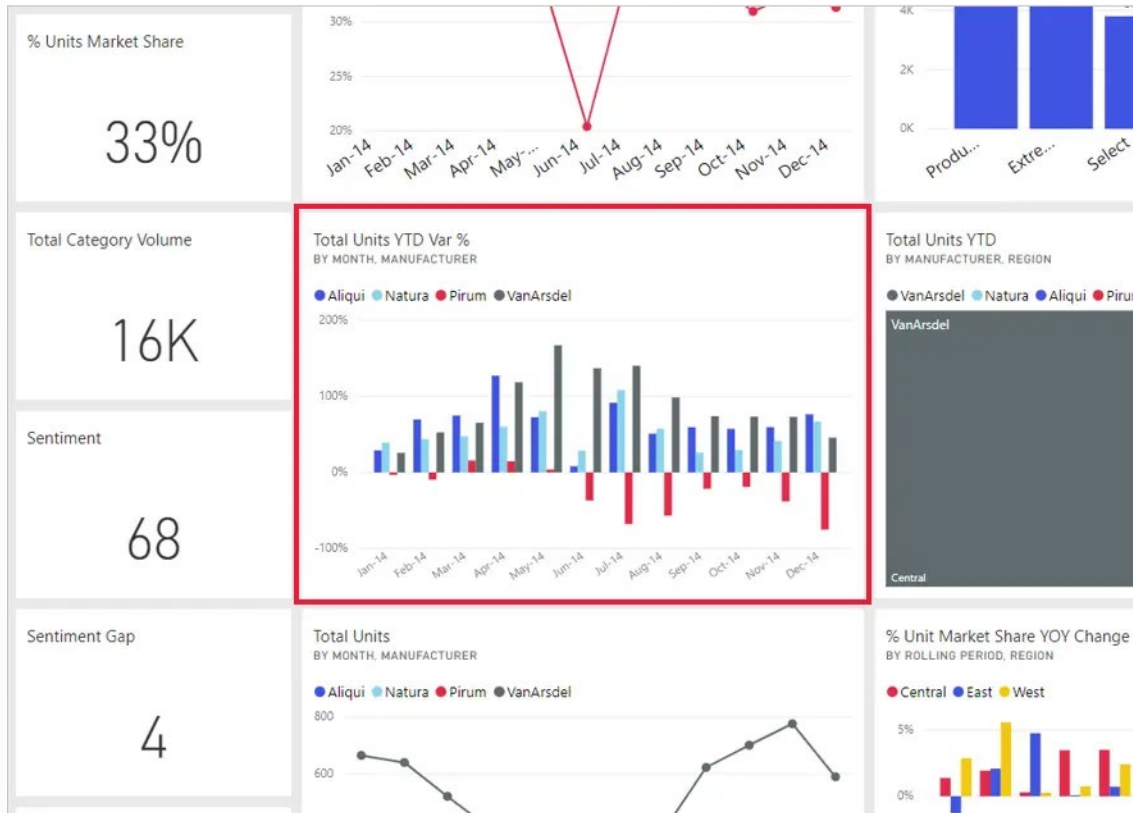 % Units Market Share
33%
30%
25%
20%
Jan-14 Feb-14 Mar-14 Apr-14 May-... Jun-14 Jul-14 Aug-14 Sep-14 Oct-14 Nov-14 Dec-14
4K
2K
0K
Produ... Extre... Select
Total Category Volume
16K
Total Units YTD Var %
BY MONTH, MANUFACTURER
Aliqui Natura Pirum VanArsdel
200%
100%
0%
-100%
Jan-14 Feb-14 Mar-14 Apr-14 May-14 Jun-14 Jul-14 Aug-14 Sep-14 Oct-14 Nov-14 Dec-14
Total Units YTD
BY MANUFACTURER, REGION
VanArsdel Natura Aliqui Piru
VanArsdel
Central
Sentiment
68
Sentiment Gap
4
Total Units
BY MONTH, MANUFACTURER
Aliqui Natura Pirum VanArsdel
800
600
% Unit Market Share YOY Change
BY ROLLING PERIOD, REGION
Central East West
5%
0%